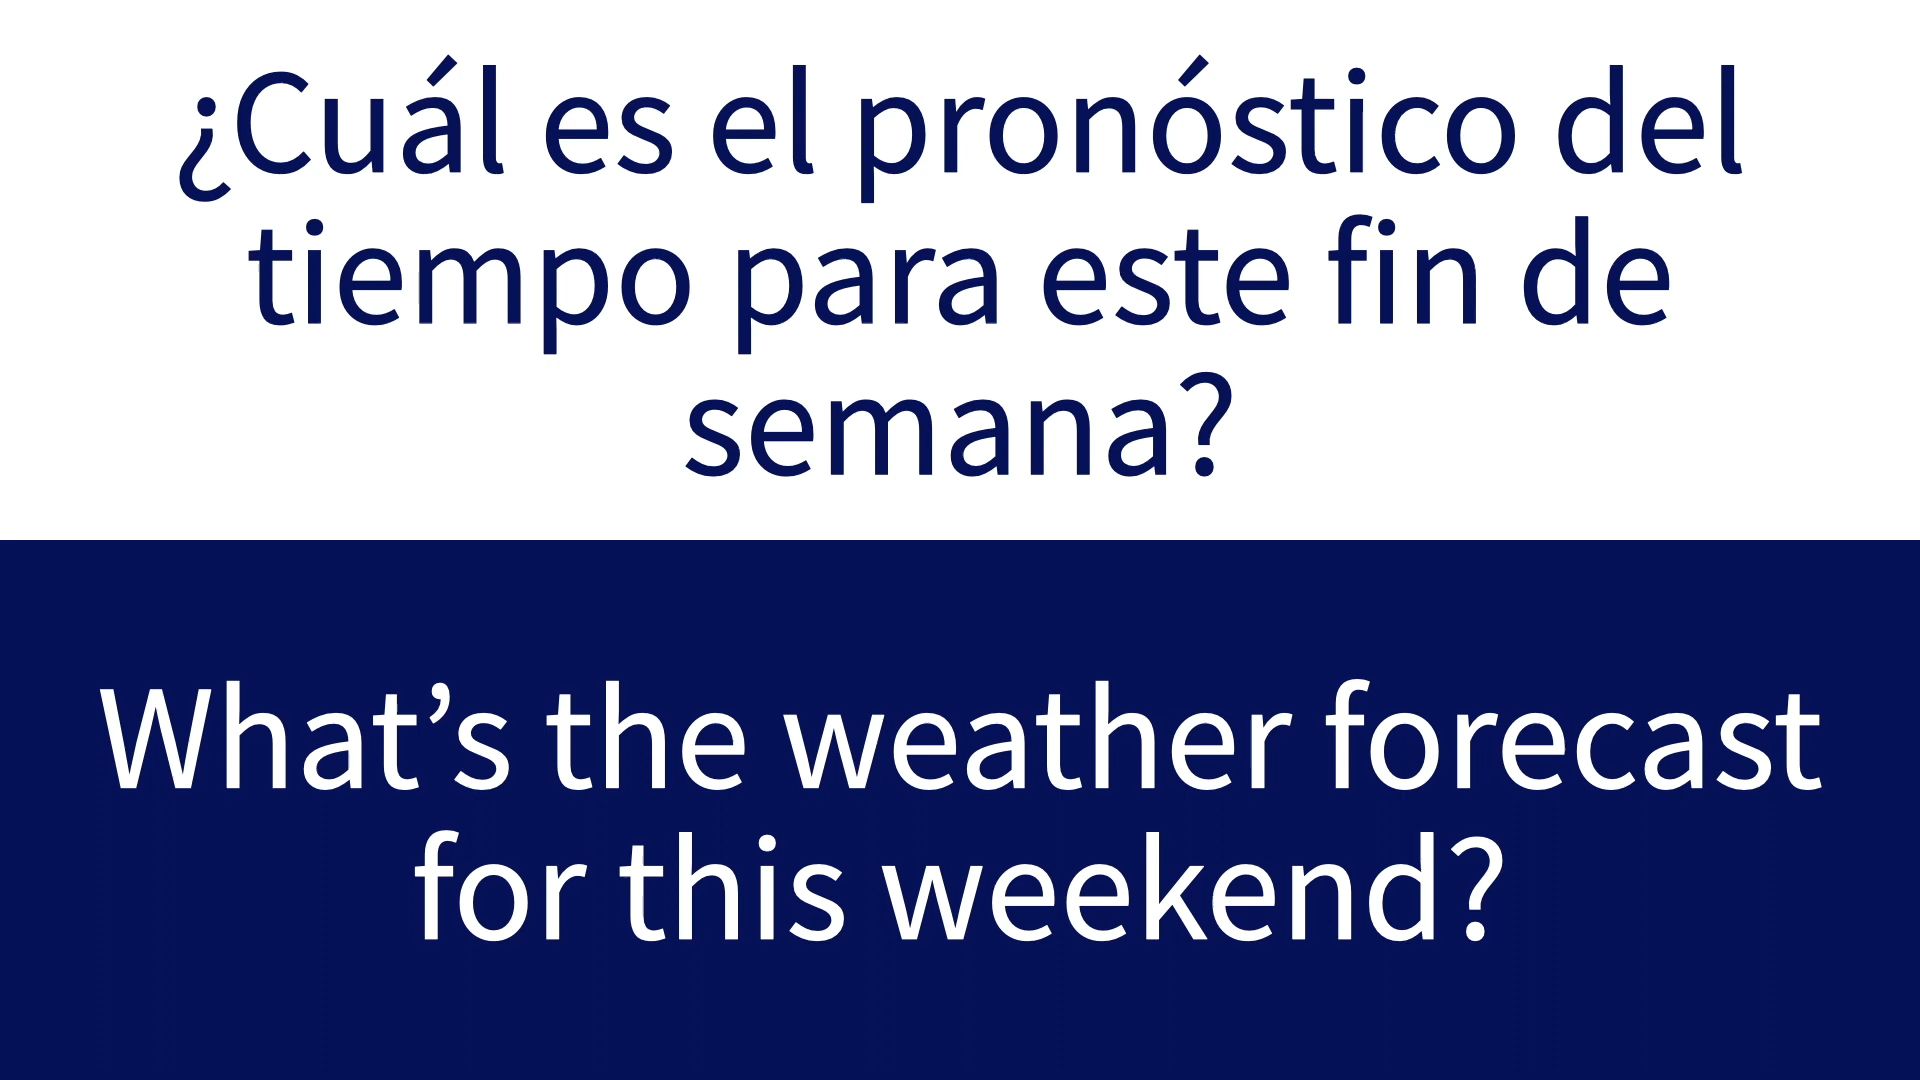 ¿Cuál es el pronóstico del
tiempo para este fin de
semana?
What’s the weather forecast
for this weekend?